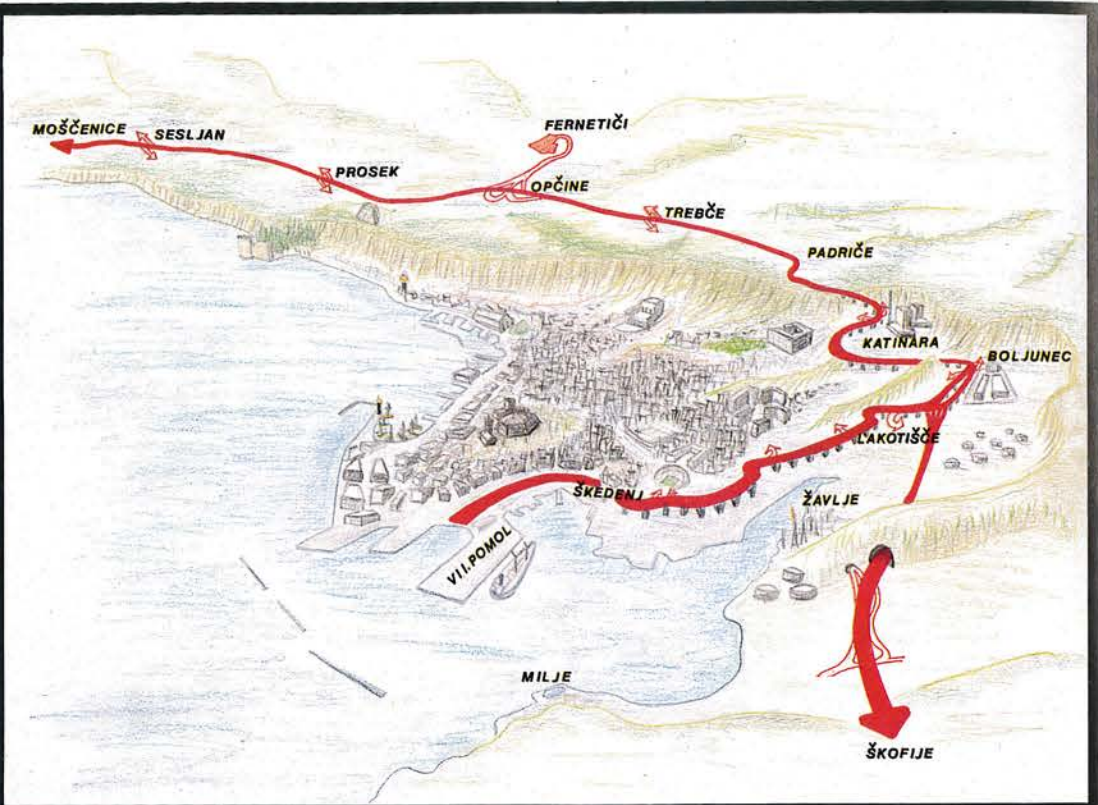 MOŠČENICE
SESLJAN
PROSEK
FERNETIČI
OPČINE
TREBČE
PADRIČE
KATINARA
BOLJUNEC
LAKOTIŠČE
ŽAVLJE
ŠKEDENJ
VII. POMOL
MILJE
ŠKOFIJE